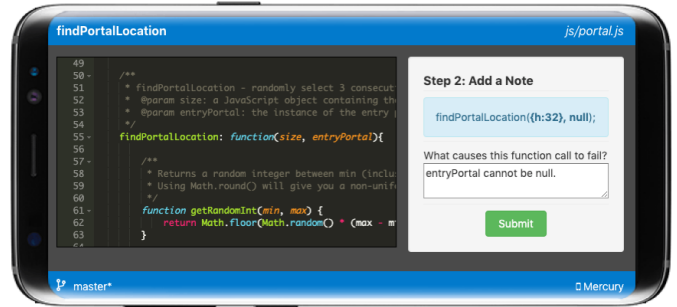 findPortalLocation
js/portal.js
49
50 - /**
51 * findPortalLocation - randomly select 3 consecut
52 * @param size: a JavaScript object containing the
53 * @param entryPortal: the instance of the entry
54 */
55 - findPortalLocation: function(size, entryPortal){
56
57 - /**
58 * Returns a random integer between min (inclu
59 * Using Math.round() will give you a non-unif
60 */
61 - function getRandomInt(min, max) {
62 return Math.floor(Math.random() * (max - m
63 }
64
Step 2: Add a Note
findPortalLocation({h:32}, null);
What causes this function call to fail?
entryPortal cannot be null.
Submit
master*
Mercury